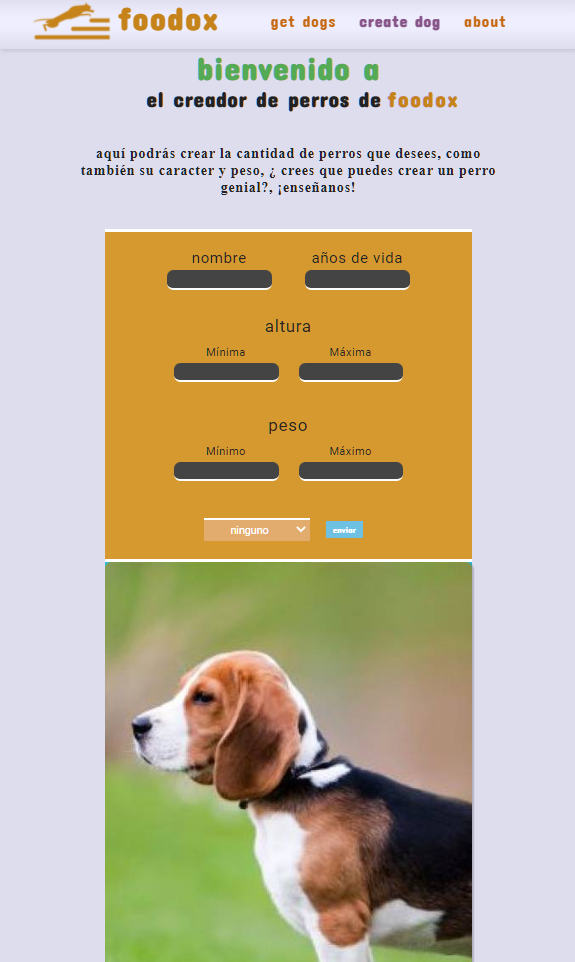 foodox get dogs create dog about
bienvenido a
el creador de perros de foodox
aquí podrás crear la cantidad de perros que desees, como
también su caracter y peso, ¿ crees que puedes crear un perro
genial?, ¡enseñanos!
nombre años de vida
altura
Mínima Máxima
peso
Mínimo Máximo
ninguno enviar